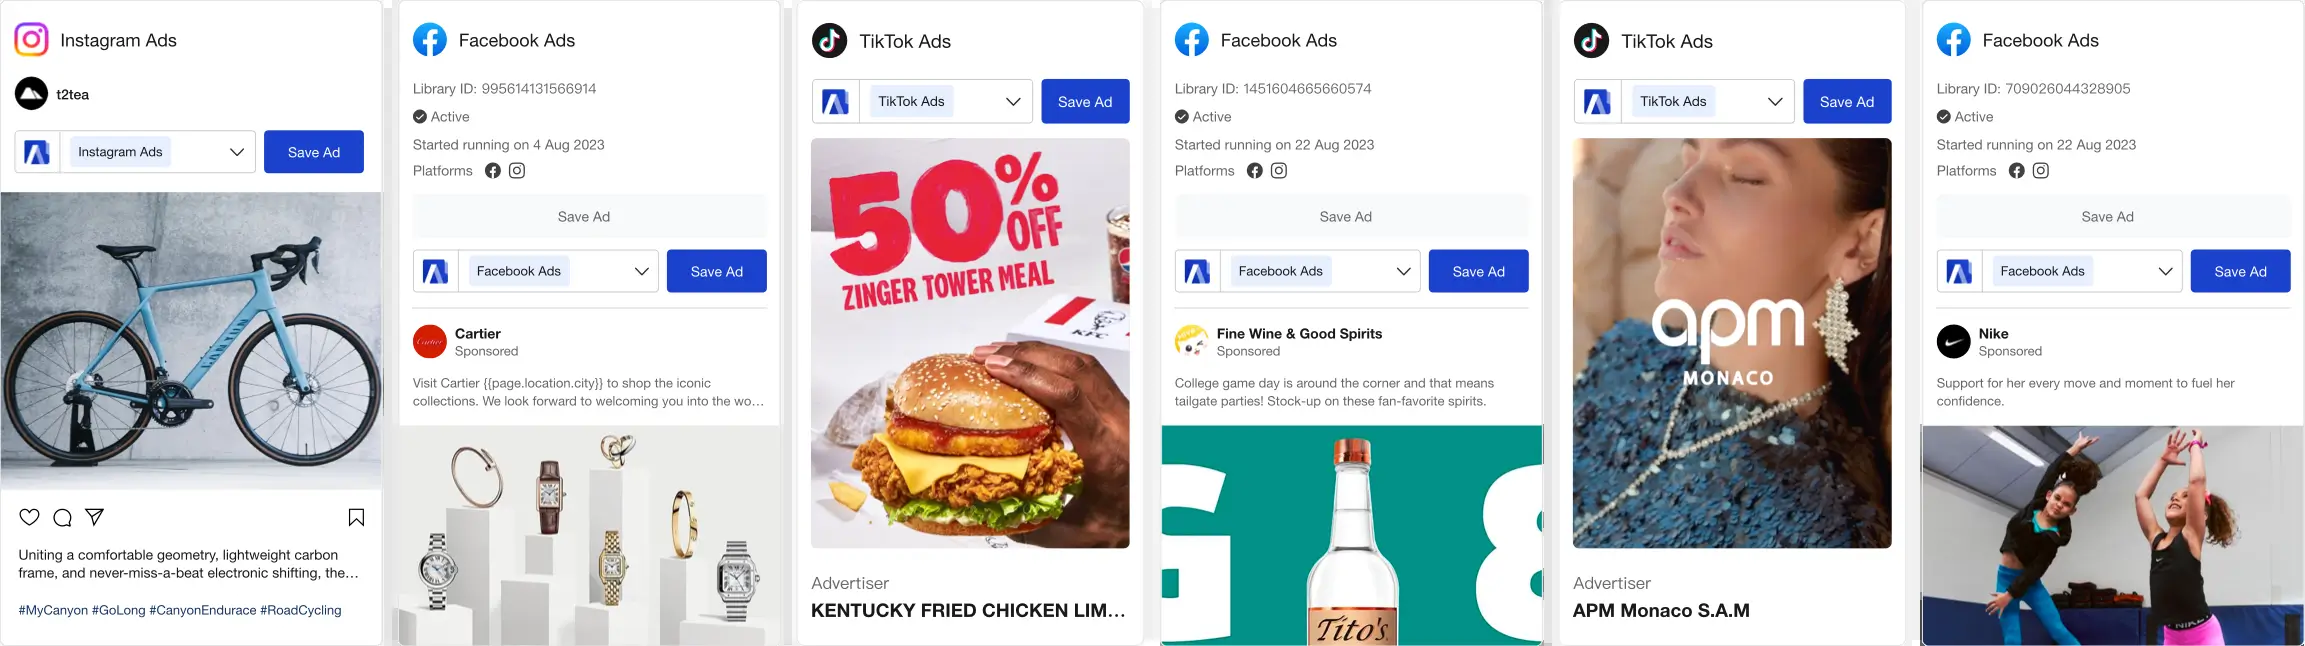 Instagram Ads
t2tea
Instagram Ads
Save Ad
CANYON
Uniting a comfortable geometry, lightweight carbon
frame, and never-miss-a-beat electronic shifting, the…
#MyCanyon #GoLong #CanyonEndurace #RoadCycling
Facebook Ads
Library ID: 995614131566914
Active
Started running on 4 Aug 2023
Platforms
Save Ad
Facebook Ads
Save Ad
Cartier
Cartier
Sponsored
Visit Cartier {{page.location.city}} to shop the iconic
collections. We look forward to welcoming you into the wo…
TikTok Ads
TikTok Ads
Save Ad
50%
OFF
ZINGER TOWER MEAL
KFC
Advertiser
KENTUCKY FRIED CHICKEN LIM…
Facebook Ads
Library ID: 1451604665660574
Active
Started running on 22 Aug 2023
Platforms
Save Ad
Facebook Ads
Save Ad
Fine Wine & Good Spirits
Sponsored
College game day is around the corner and that means
tailgate parties! Stock-up on these fan-favorite spirits.
G 8
Tito's
TikTok Ads
TikTok Ads
Save Ad
apm
MONACO
Advertiser
APM Monaco S.A.M
Facebook Ads
Library ID: 709026044328905
Active
Started running on 22 Aug 2023
Platforms
Save Ad
Facebook Ads
Save Ad
Nike
Sponsored
Support for her every move and moment to fuel her
confidence.
NIKE